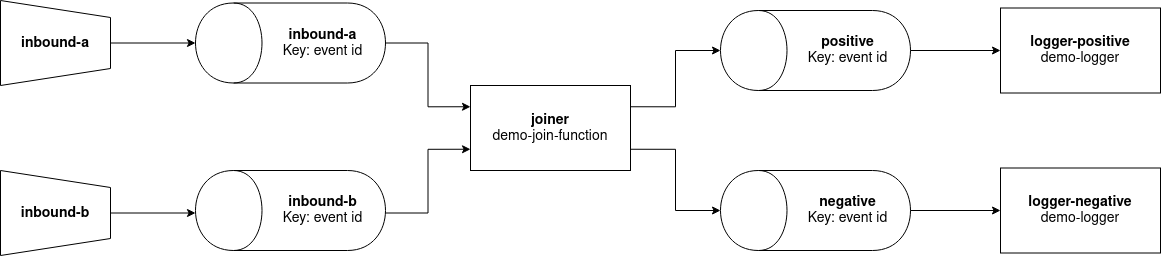 inbound-a
inbound-a
Key: event id
positive
Key: event id
logger-positive
demo-logger
joiner
demo-join-function
inbound-b
inbound-b
Key: event id
negative
Key: event id
logger-negative
demo-logger